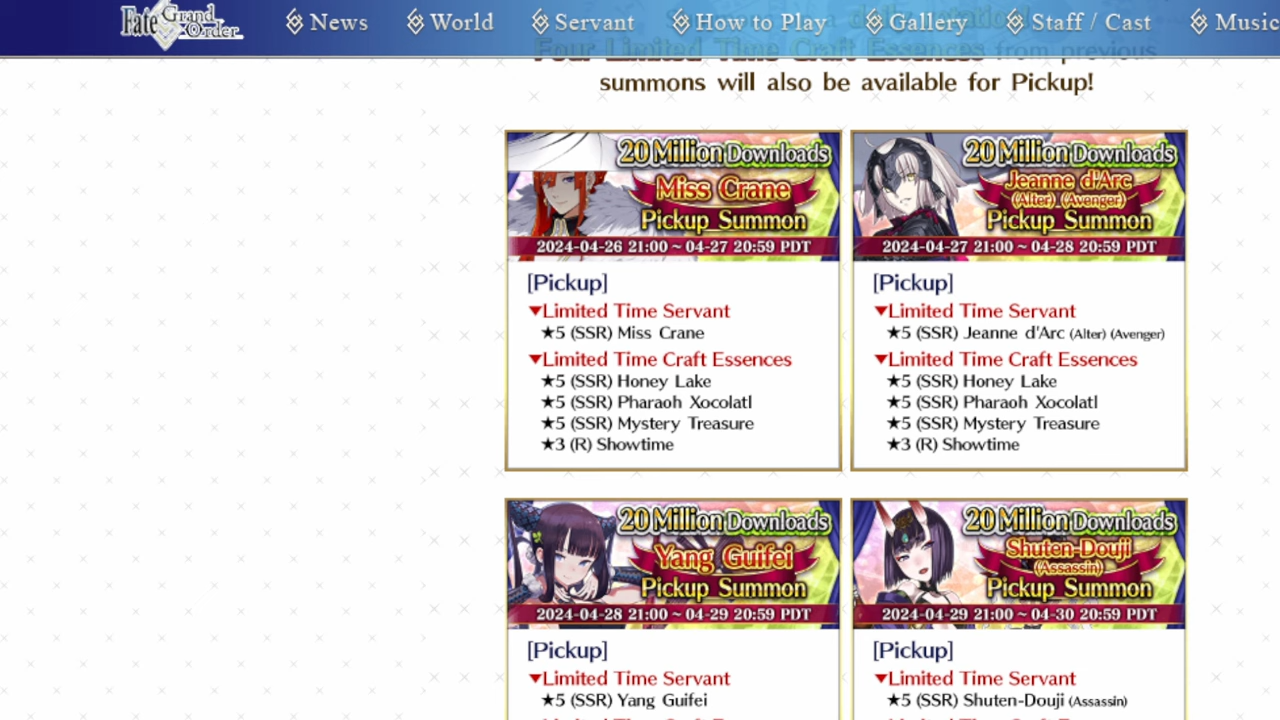 Fate Grand Order
News
World
Servant
How to Play
Gallery
Staff / Cast
Music
Four Limited Time Craft Essences from previous
summons will also be available for Pickup!
20 Million Downloads
Miss Crane
Pickup Summon
2024-04-26 21:00 ~ 04-27 20:59 PDT
[Pickup]
▼Limited Time Servant
★5 (SSR) Miss Crane
▼Limited Time Craft Essences
★5 (SSR) Honey Lake
★5 (SSR) Pharaoh Xocolatl
★5 (SSR) Mystery Treasure
★3 (R) Showtime
20 Million Downloads
Jeanne d'Arc
(Alter) (Avenger)
Pickup Summon
2024-04-27 21:00 ~ 04-28 20:59 PDT
[Pickup]
▼Limited Time Servant
★5 (SSR) Jeanne d'Arc (Alter) (Avenger)
▼Limited Time Craft Essences
★5 (SSR) Honey Lake
★5 (SSR) Pharaoh Xocolatl
★5 (SSR) Mystery Treasure
★3 (R) Showtime
20 Million Downloads
Yang Guifei
Pickup Summon
2024-04-28 21:00 ~ 04-29 20:59 PDT
[Pickup]
▼Limited Time Servant
★5 (SSR) Yang Guifei
20 Million Downloads
Shuten-Douji
(Assassin)
Pickup Summon
2024-04-29 21:00 ~ 04-30 20:59 PDT
[Pickup]
▼Limited Time Servant
★5 (SSR) Shuten-Douji (Assassin)